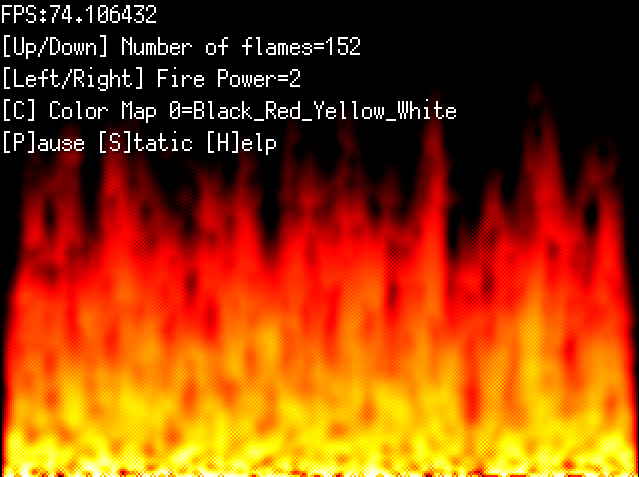 FPS:74.106432
[Up/Down] Number of flames=152
[Left/Right] Fire Power=2
[C] Color Map 0=Black_Red_Yellow_White
[P]ause [S]tatic [H]elp